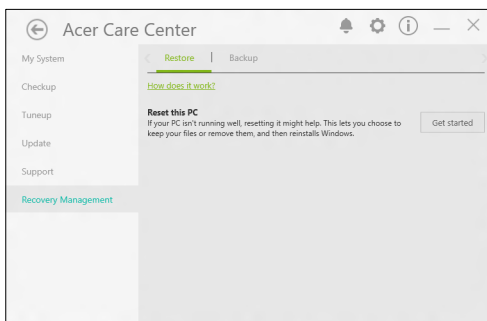 Acer Care Center
My System
Restore
Backup
Checkup
How does it work?
Tuneup
Reset this PC
If your PC isn't running well, resetting it might help. This lets you choose to
keep your files or remove them, and then reinstalls Windows.
Get started
Update
Support
Recovery Management